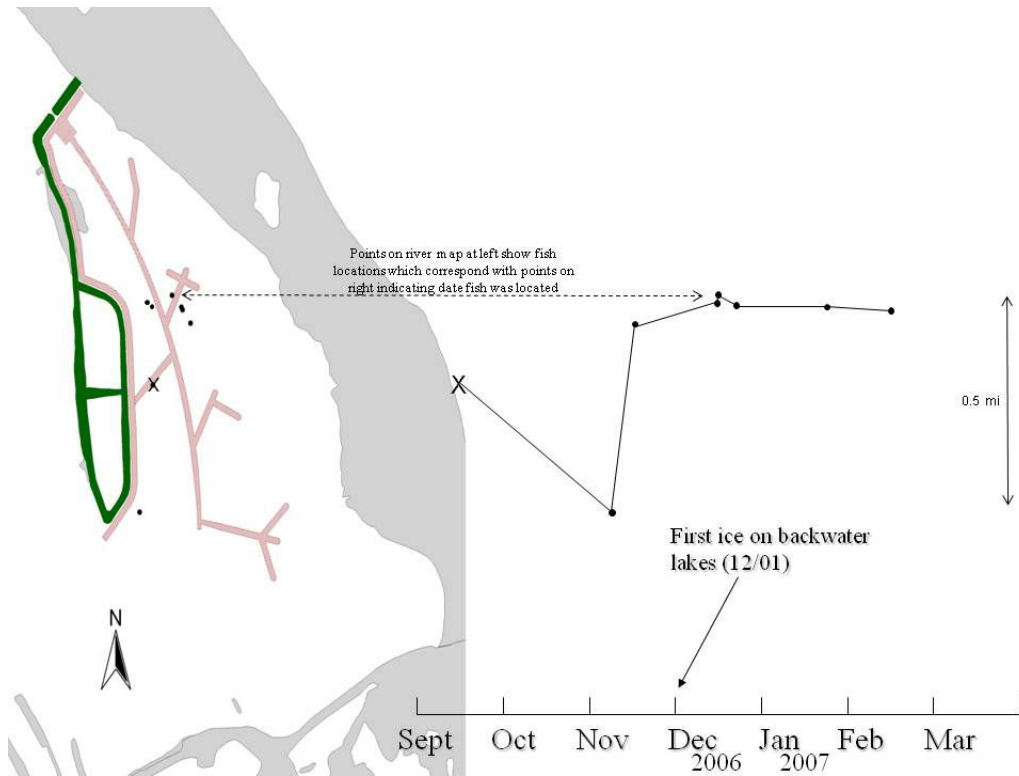 Points on river map at left show fish
locations which correspond with points on
right indicating date fish was located
X
X
0.5 mi
First ice on backwater
lakes (12/01)
N
Sept Oct Nov Dec Jan Feb Mar
2006 2007